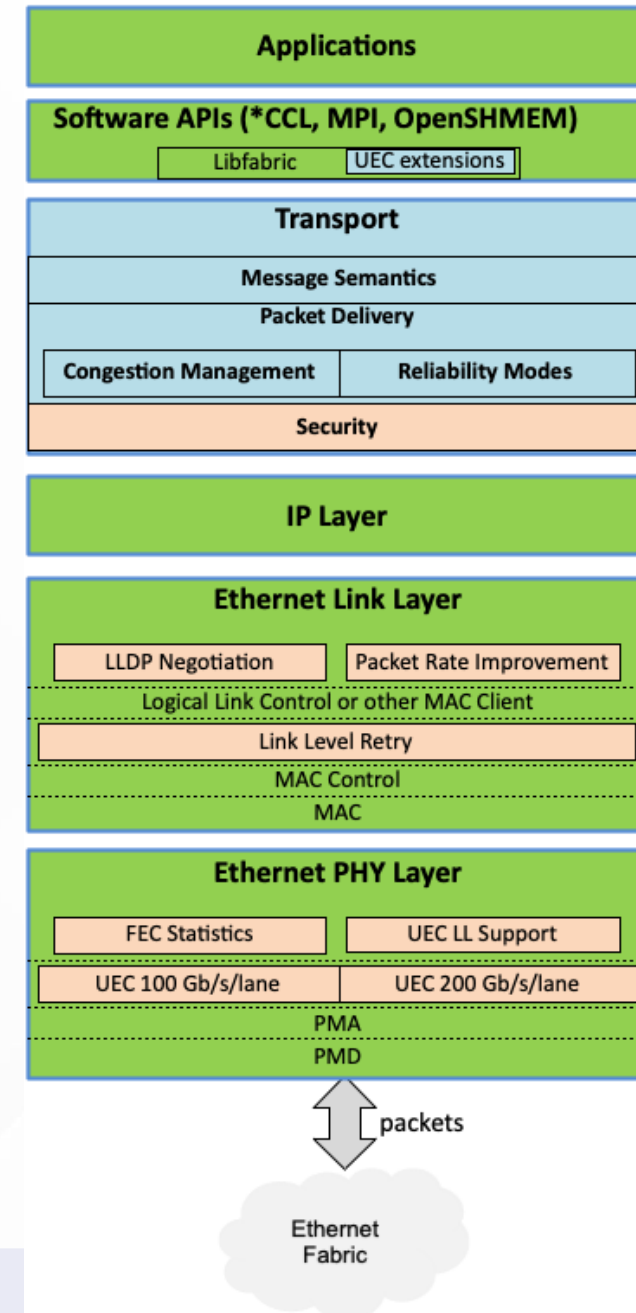 Applications
Software APIs (*CCL, MPI, OpenSHMEM)
Libfabric
UEC extensions
Transport
Message Semantics
Packet Delivery
Congestion Management
Reliability Modes
Security
IP Layer
Ethernet Link Layer
LLDP Negotiation
Packet Rate Improvement
Logical Link Control or other MAC Client
Link Level Retry
MAC Control
MAC
Ethernet PHY Layer
FEC Statistics
UEC LL Support
UEC 100 Gb/s/lane
UEC 200 Gb/s/lane
PMA
PMD
packets
Ethernet
Fabric